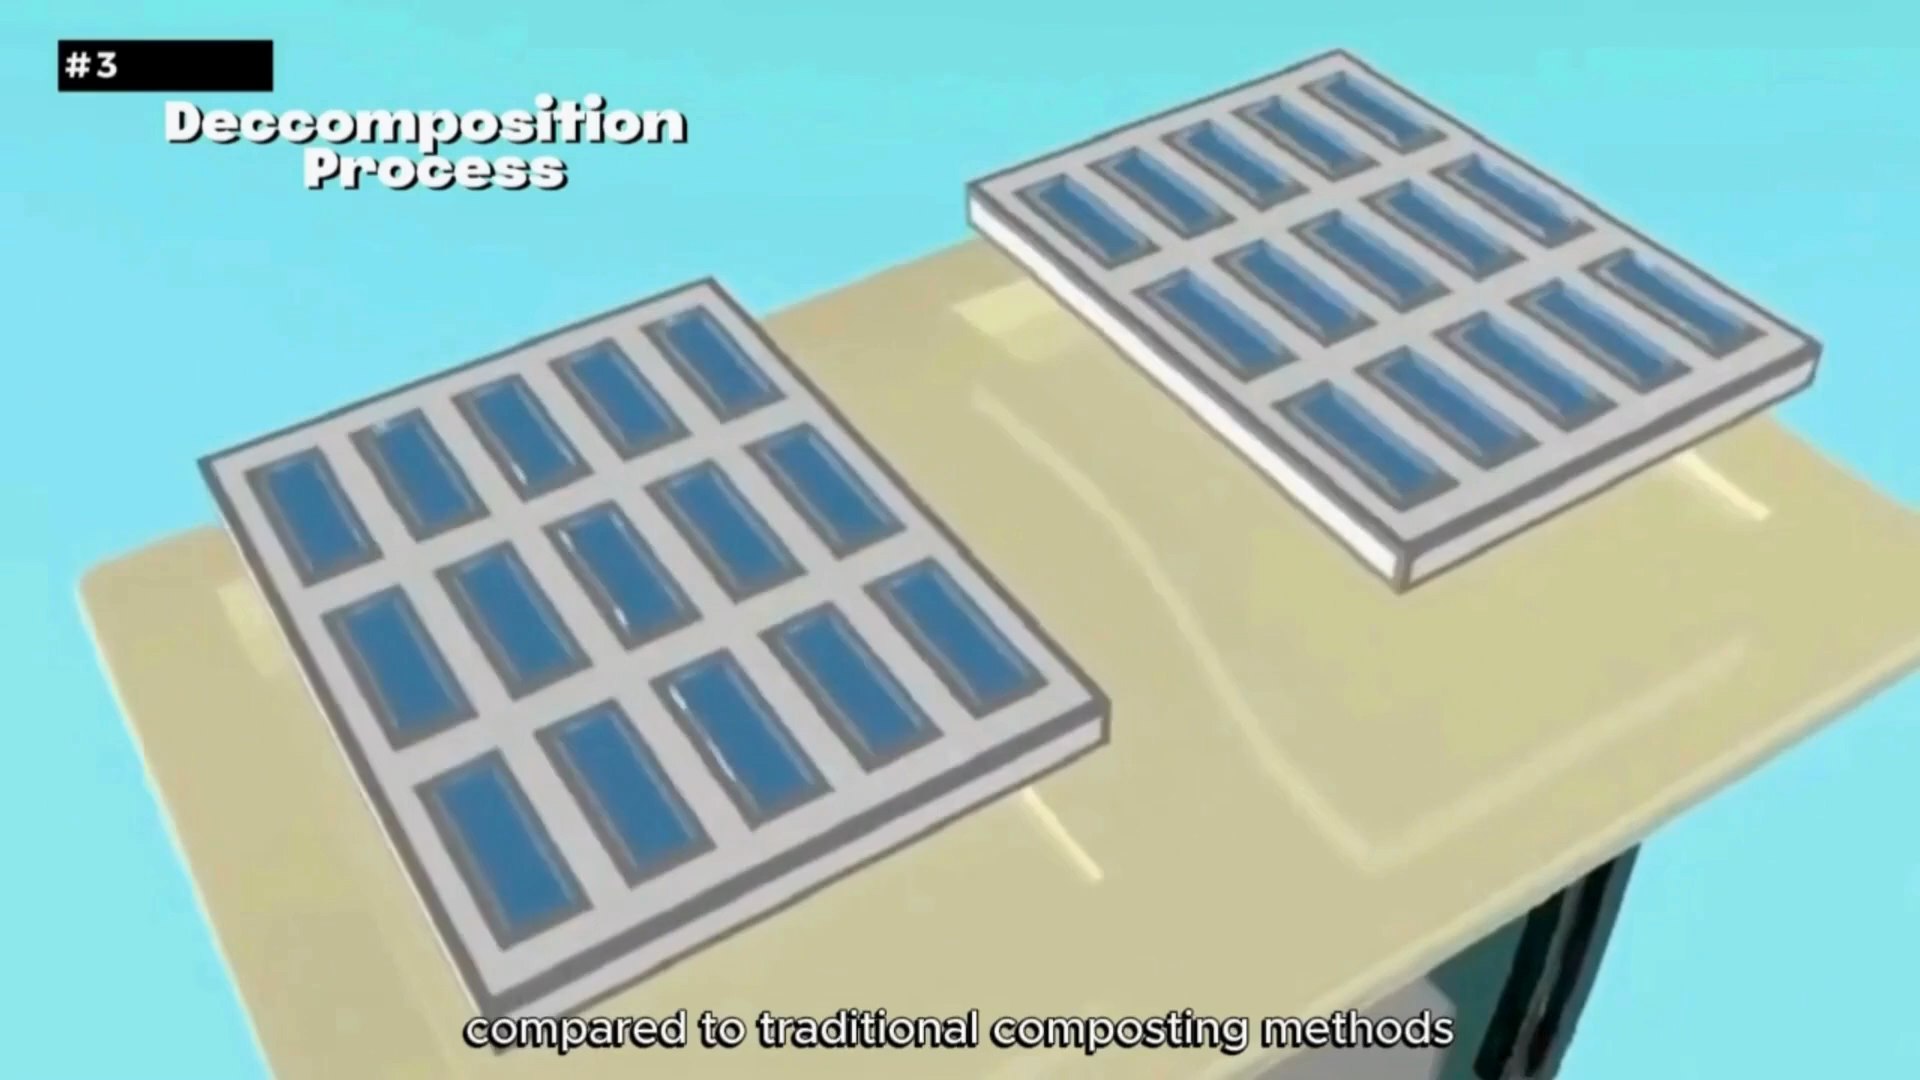 #3
Deccomposition
Process
compared to traditional composting methods